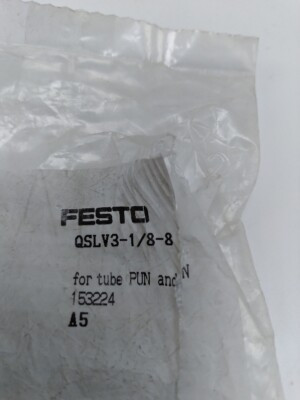 FESTO
QSLV3-1/8-8
for tube PUN and N
153224
A5